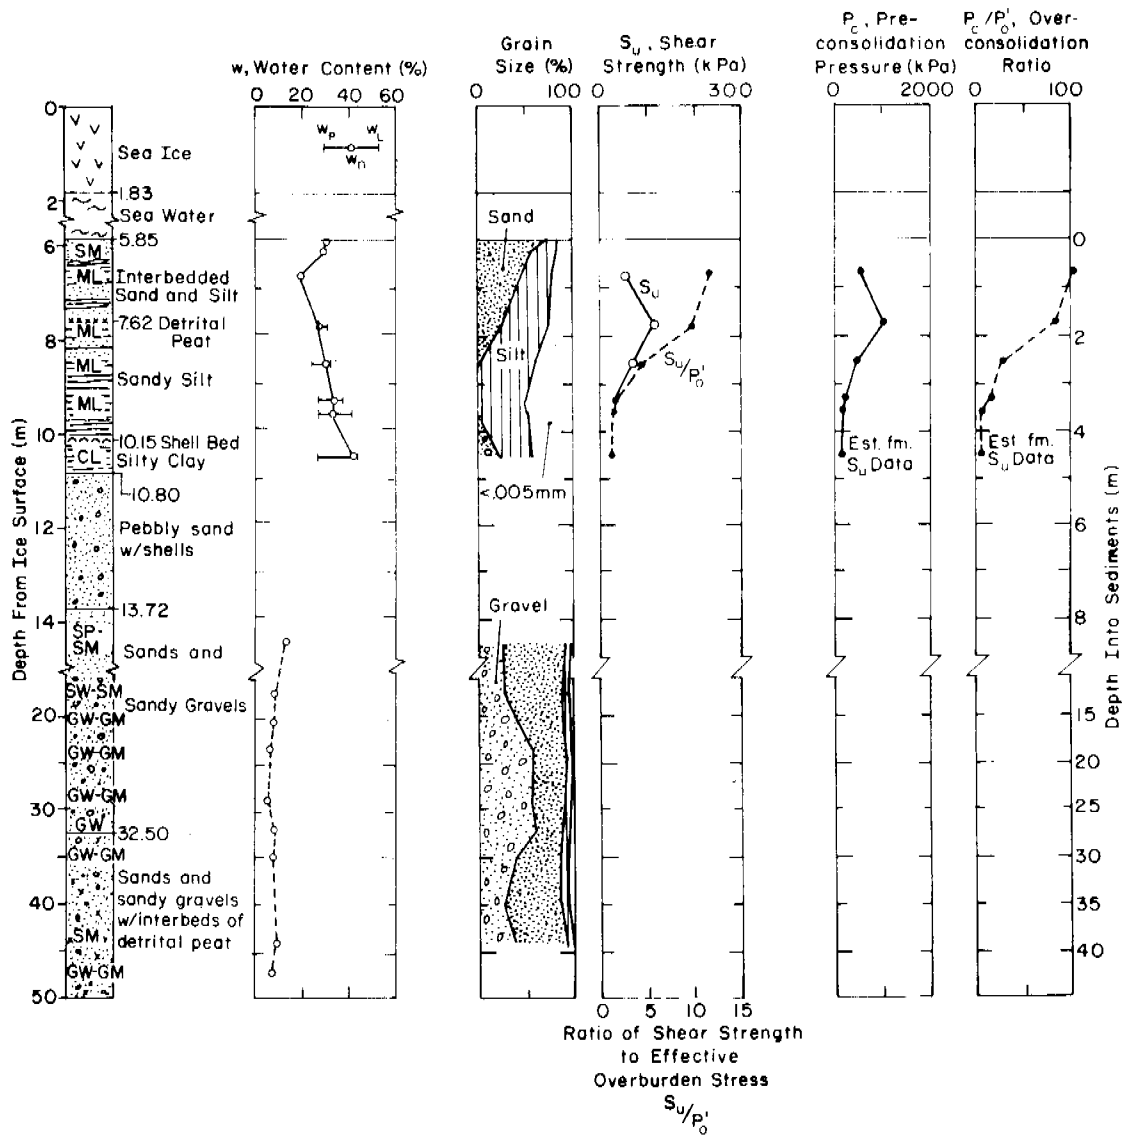 Grain
Size (%)
Su, Shear
Strength (kPa)
Pc, Pre-
consolidation
Pressure (kPa)
Pc/P'o, Over-
consolidation
Ratio
w, Water Content (%)
0 20 40 60
0 100
0 300
0 2000
0 100
Depth From Ice Surface (m)
0
2
6
8
10
12
14
20
30
40
50
Sea Ice
1.83
Sea Water
5.85
SM
ML
Interbedded
Sand and Silt
7.62 Detrital
Peat
ML
ML
Sandy Silt
ML
10.15 Shell Bed
CL
Silty Clay
10.80
Pebbly sand
w/shells
13.72
SP-
SM
Sands and
SW-SM
Sandy Gravels
GW-GM
GW-GM
GW-GM
GW
32.50
GW-GM
Sands and
sandy gravels
w/interbeds of
detrital peat
SM
GW-GM
wp wL
wn
Sand
Silt
<.005mm
Gravel
Su
Su/P'o
Est. fm.
Su Data
Est. fm.
Su Data
0
2
4
6
8
15
20
25
30
35
40
Depth Into Sediments (m)
0 5 10 15
Ratio of Shear Strength
to Effective
Overburden Stress
Su/P'o